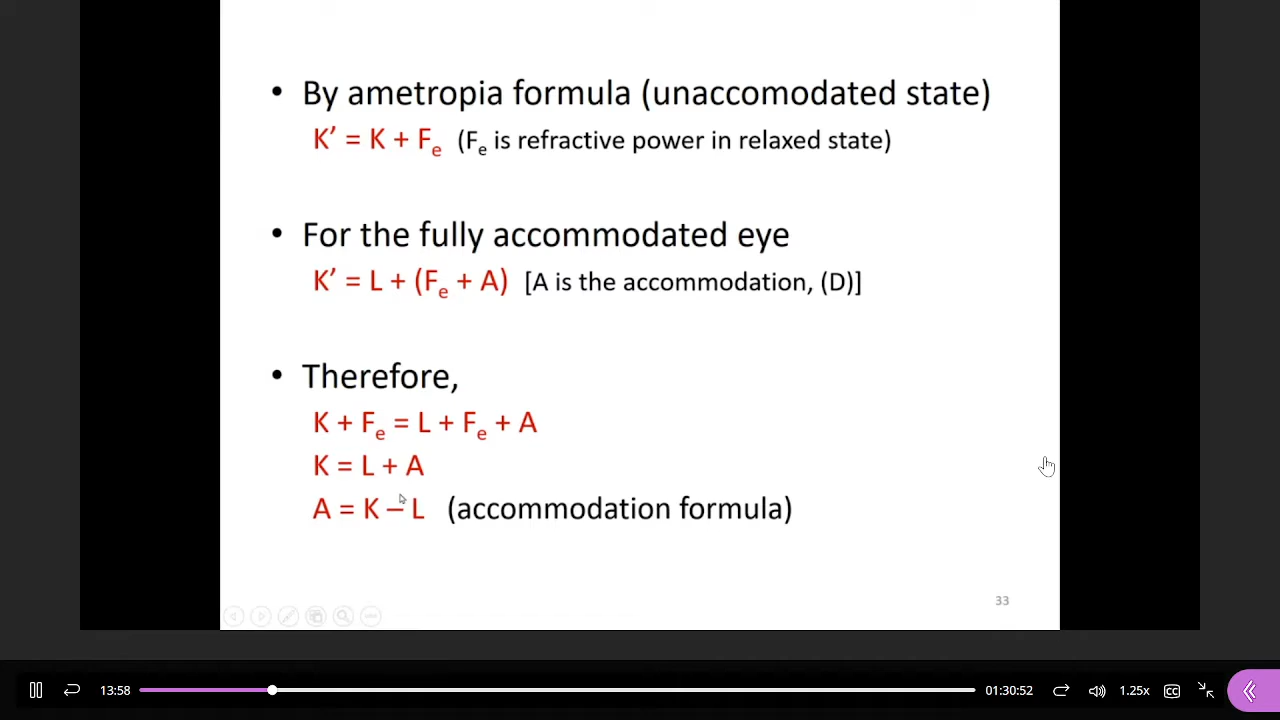 • By ametropia formula (unaccomodated state)
K’ = K + Fe (Fe is refractive power in relaxed state)
• For the fully accommodated eye
K’ = L + (Fe + A) [A is the accommodation, (D)]
• Therefore,
K + Fe = L + Fe + A
K = L + A
A = K – L (accommodation formula)
33
13:58 01:30:52 1.25x CC